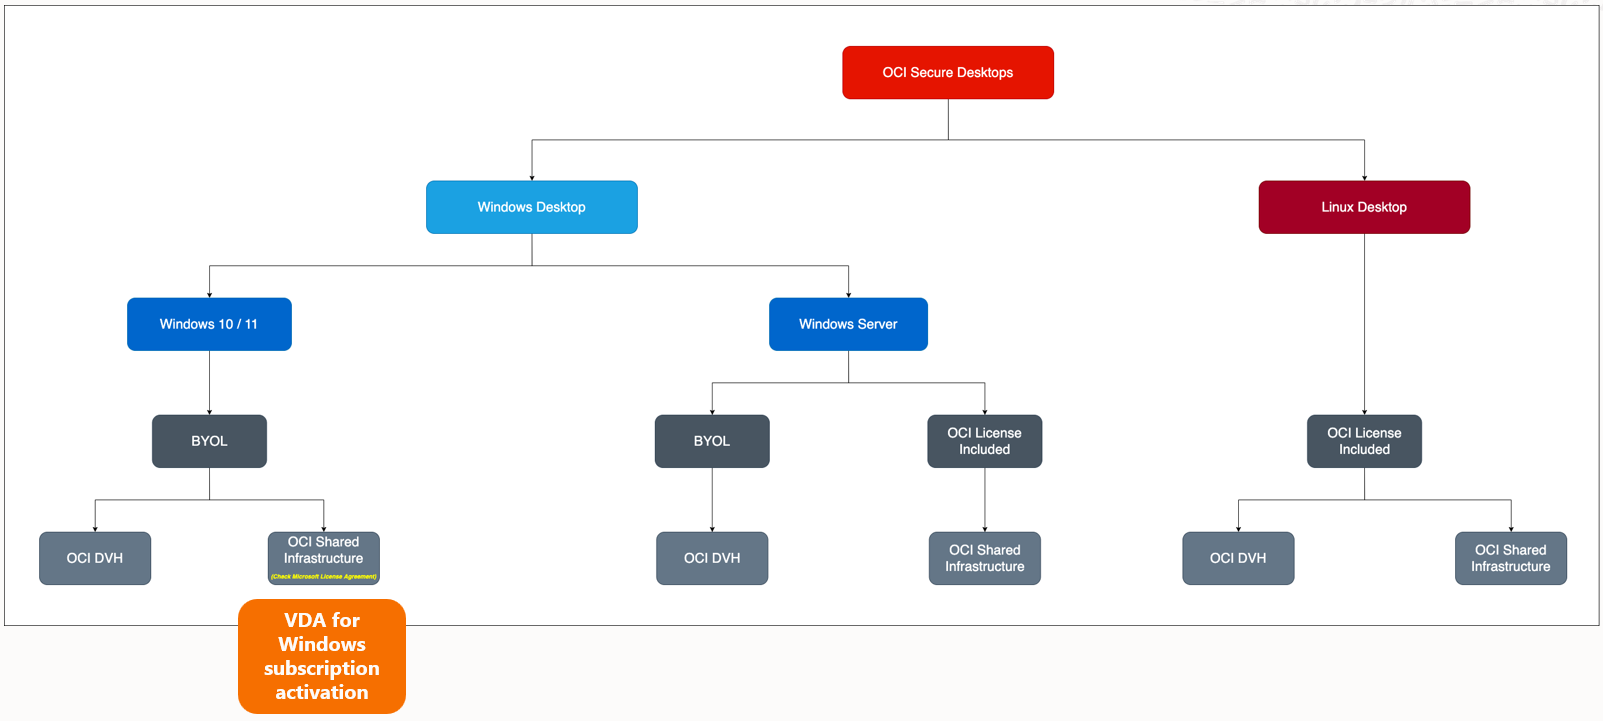 OCI Secure Desktops
Windows Desktop
Linux Desktop
Windows 10 / 11
Windows Server
BYOL
BYOL
OCI License
Included
OCI License
Included
OCI DVH
OCI Shared
Infrastructure
(Check Microsoft License Agreement)
OCI DVH
OCI Shared
Infrastructure
OCI DVH
OCI Shared
Infrastructure
VDA for
Windows
subscription
activation